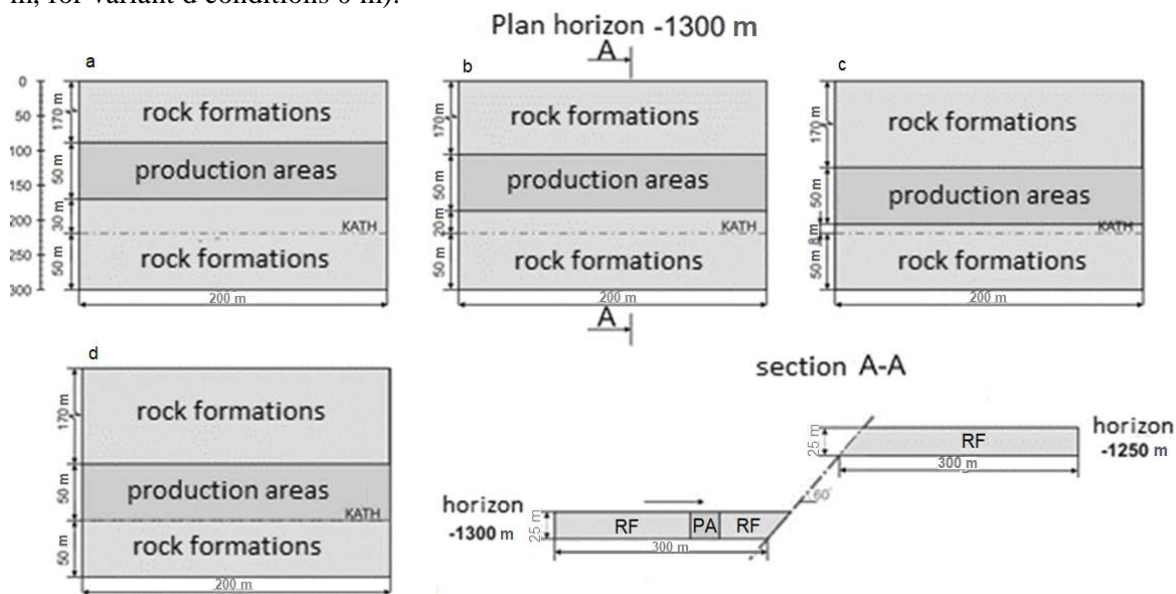 m, for variant d conditions 0 m).
Plan horizon -1300 m
A
a
b
c
0
50
100
150
200
250
300
170 m
50 m
30 m
50 m
rock formations
production areas
KATH
rock formations
200 m
170 m
50 m
20 m
50 m
rock formations
production areas
KATH
rock formations
200 m
A
170 m
50 m
8 m
50 m
rock formations
production areas
KATH
rock formations
200 m
d
170 m
50 m
50 m
rock formations
production areas
KATH
rock formations
200 m
section A-A
25 m
RF
300 m
horizon
-1250 m
60°
horizon
-1300 m
25 m
RF
PA
RF
300 m